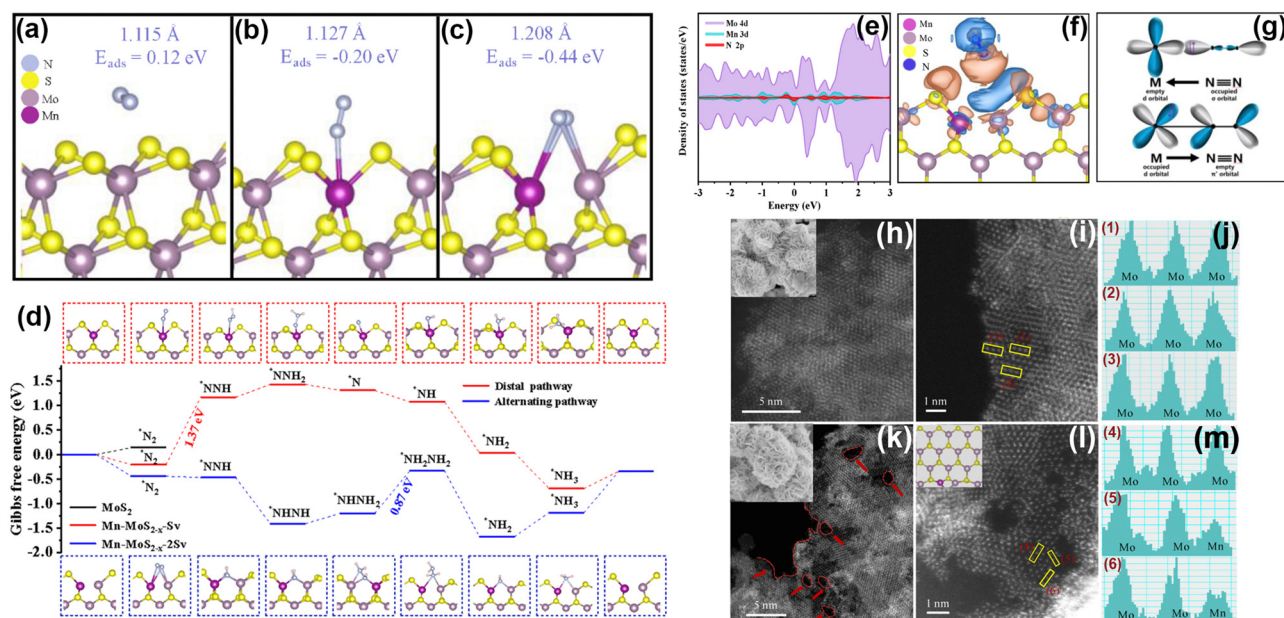 (a)
1.115 Å
E_ads = 0.12 eV
N
S
Mo
Mn
(b)
1.127 Å
E_ads = -0.20 eV
(c)
1.208 Å
E_ads = -0.44 eV
(d)
Gibbs free energy (eV)
1.5
1.0
0.5
0.0
-0.5
-1.0
-1.5
-2.0
*N₂
*N₂
*N₂
1.37 eV
*NNH
*NNH₂
*N
*NH
*NH₂
*NH₃
*NNH
*NHNH
*NHNH₂
0.87 eV
*NH₂NH₂
*NH₂
*NH₃
Distal pathway
Alternating pathway
MoS₂
Mn-MoS₂₋ₓ-Sv
Mn-MoS₂₋ₓ-2Sv
(e)
Mo 4d
Mn 3d
N 2p
Density of states (states/eV)
-3 -2 -1 0 1 2 3
Energy (eV)
(f)
Mn
Mo
S
N
(g)
M N≡N
empty d orbital
occupied σ orbital
M N≡N
occupied d orbital
empty π* orbital
(h)
5 nm
(i)
1 nm
(j)
(1)
Mo Mo Mo
(2)
Mo Mo Mo
(3)
Mo Mo Mo
(k)
5 nm
(l)
(6)
1 nm
(m)
(4)
Mo Mo Mo
(5)
Mo Mo Mn
(6)
Mo Mo Mn